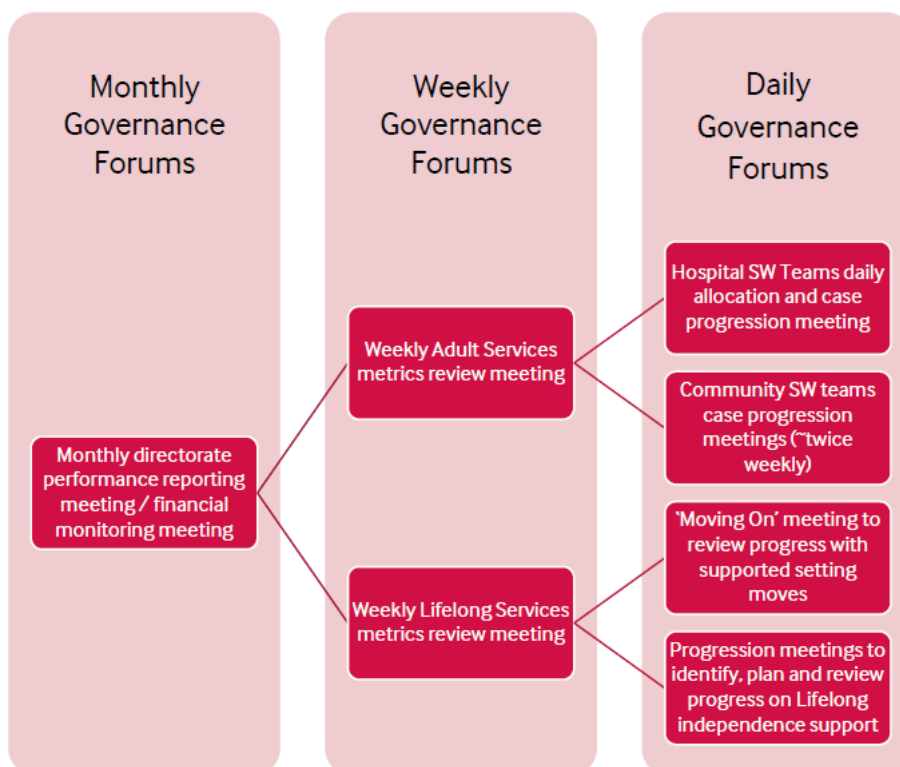 Monthly
Governance
Forums
Weekly
Governance
Forums
Daily
Governance
Forums
Monthly directorate
performance reporting
meeting / financial
monitoring meeting
Weekly Adult Services
metrics review meeting
Weekly Lifelong Services
metrics review meeting
Hospital SW Teams daily
allocation and case
progression meeting
Community SW teams
case progression
meetings (~twice
weekly)
‘Moving On’ meeting to
review progress with
supported setting
moves
Progression meetings to
identify, plan and review
progress on Lifelong
independence support